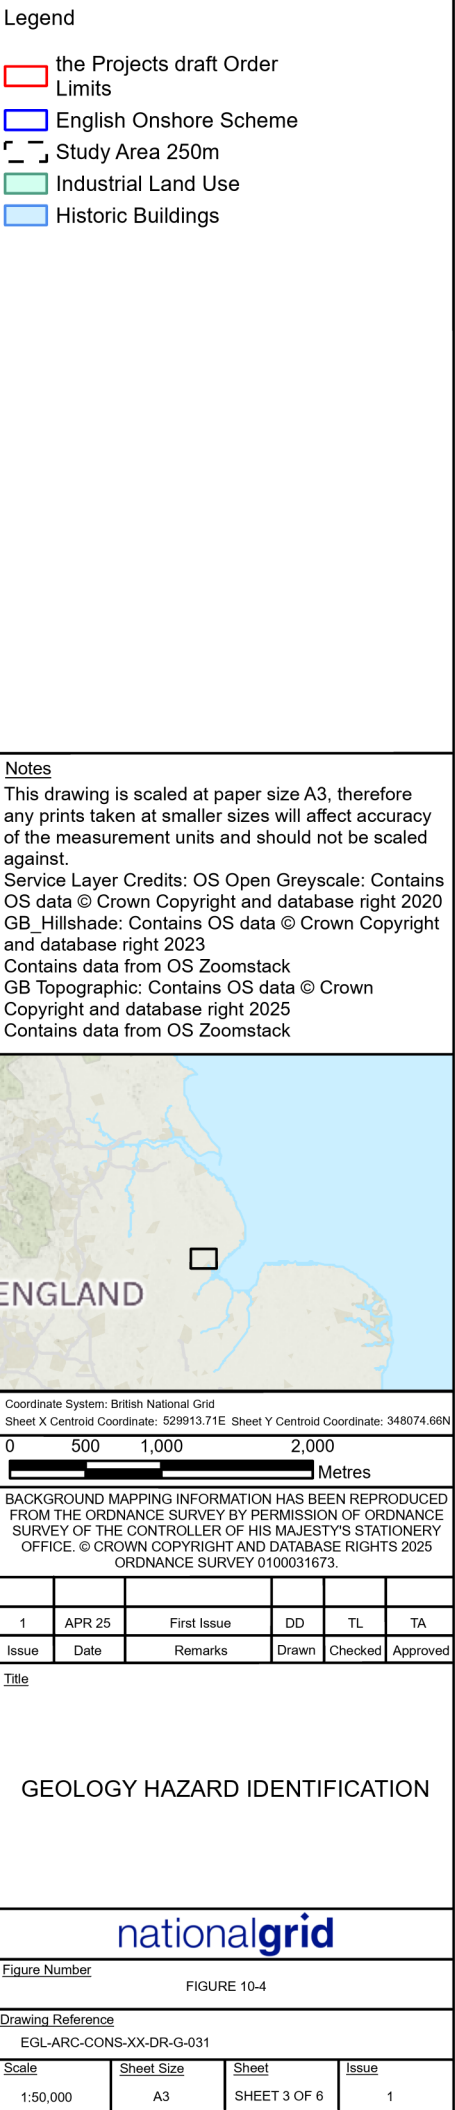 Legend
the Projects draft Order
Limits
English Onshore Scheme
Study Area 250m
Industrial Land Use
Historic Buildings
Notes
This drawing is scaled at paper size A3, therefore
any prints taken at smaller sizes will affect accuracy
of the measurement units and should not be scaled
against.
Service Layer Credits: OS Open Greyscale: Contains
OS data © Crown Copyright and database right 2020
GB_Hillshade: Contains OS data © Crown Copyright
and database right 2023
Contains data from OS Zoomstack
GB Topographic: Contains OS data © Crown
Copyright and database right 2025
Contains data from OS Zoomstack
ENGLAND
Coordinate System: British National Grid
Sheet X Centroid Coordinate: 529913.71E Sheet Y Centroid Coordinate: 348074.66N
0 500 1,000 2,000
Metres
BACKGROUND MAPPING INFORMATION HAS BEEN REPRODUCED
FROM THE ORDNANCE SURVEY BY PERMISSION OF ORDNANCE
SURVEY OF THE CONTROLLER OF HIS MAJESTY'S STATIONERY
OFFICE. © CROWN COPYRIGHT AND DATABASE RIGHTS 2025
ORDNANCE SURVEY 0100031673.
1 APR 25 First Issue DD TL TA
Issue Date Remarks Drawn Checked Approved
Title
GEOLOGY HAZARD IDENTIFICATION
nationalgrid
Figure Number
FIGURE 10-4
Drawing Reference
EGL-ARC-CONS-XX-DR-G-031
Scale Sheet Size Sheet Issue
1:50,000 A3 SHEET 3 OF 6 1